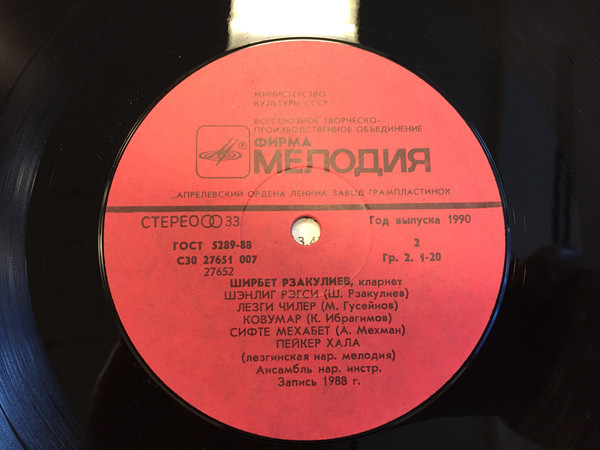 МИНИСТЕРСТВО
КУЛЬТУРЫ СССР
ВСЕСОЮЗНОЕ ТВОРЧЕСКО-
ПРОИЗВОДСТВЕННОЕ ОБЪЕДИНЕНИЕ
ФИРМА
МЕЛОДИЯ
АПРЕЛЕВСКИЙ ОРДЕНА ЛЕНИНА ЗАВОД ГРАМПЛАСТИНОК
СТЕРЕО 33
Год выпуска 1990
ГОСТ 5289-88
2
С30 27651 007
Гр. 2. 1-20
27652
ШИРБЕТ РЗАКУЛИЕВ, кларнет
ШЭНЛИГ РЭГСИ (Ш. Рзакулиев)
ЛЕЗГИ ЧИЛЕР (М. Гусейнов)
КОВУМАР (К. Ибрагимов)
СИФТЕ МЕХАБЕТ (А. Мехман)
ПЕЙКЕР ХАЛА
(лезгинская нар. мелодия)
Ансамбль нар. инстр.
Запись 1988 г.